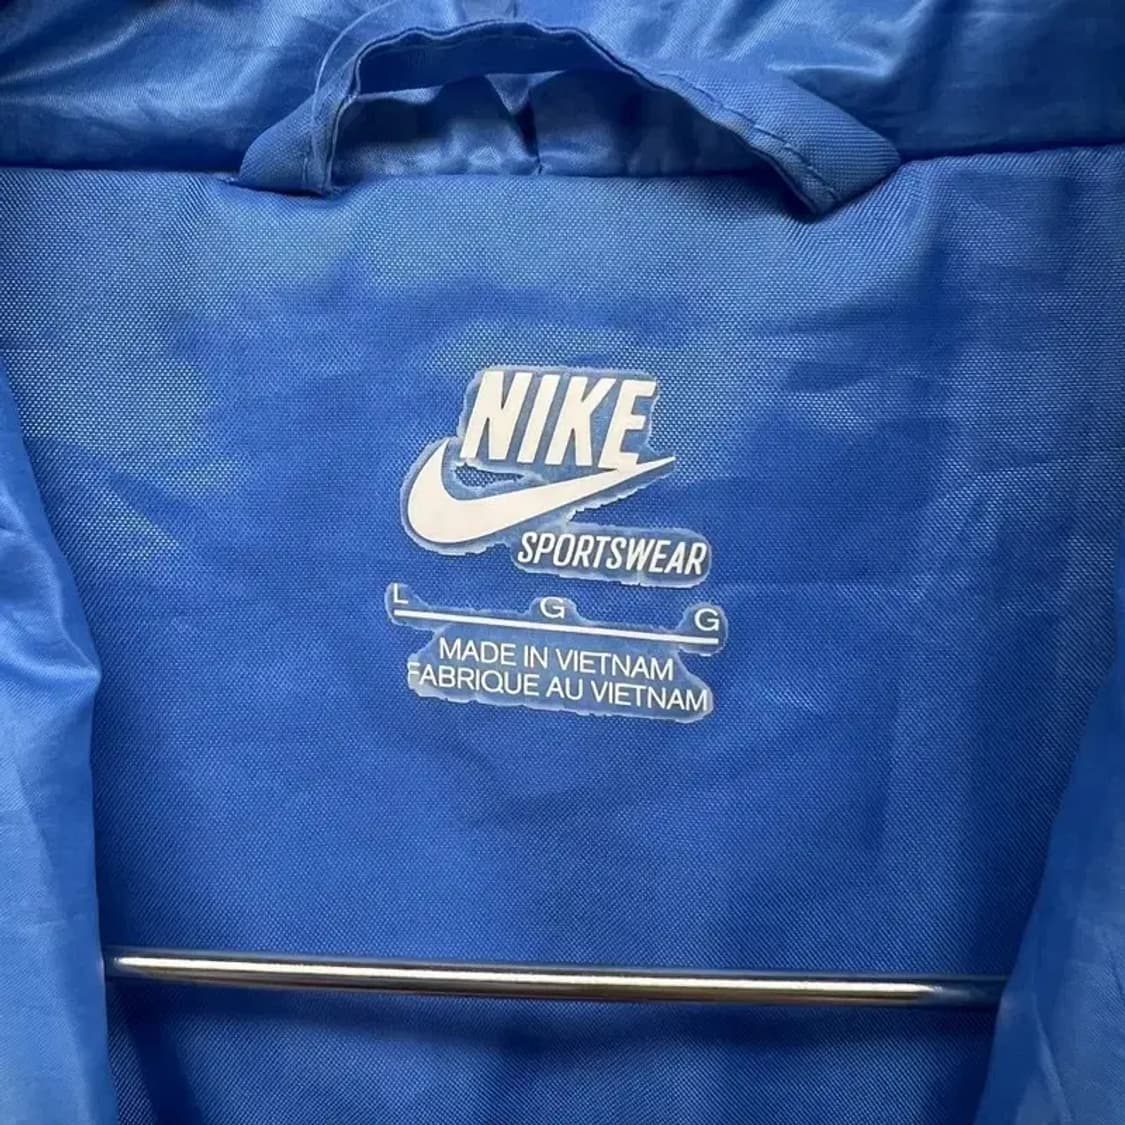 NIKE
SPORTSWEAR
L G G
MADE IN VIETNAM
FABRIQUE AU VIETNAM